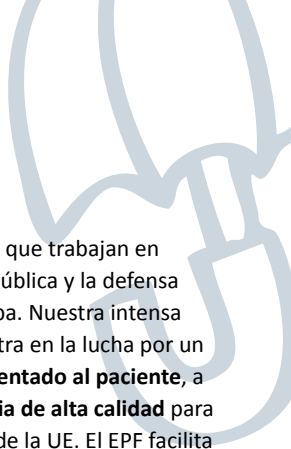 que trabajan en
ública y la defensa
pa. Nuestra intensa
tra en la lucha por un
entado al paciente, a
ia de alta calidad para
de la UE. El EPF facilita